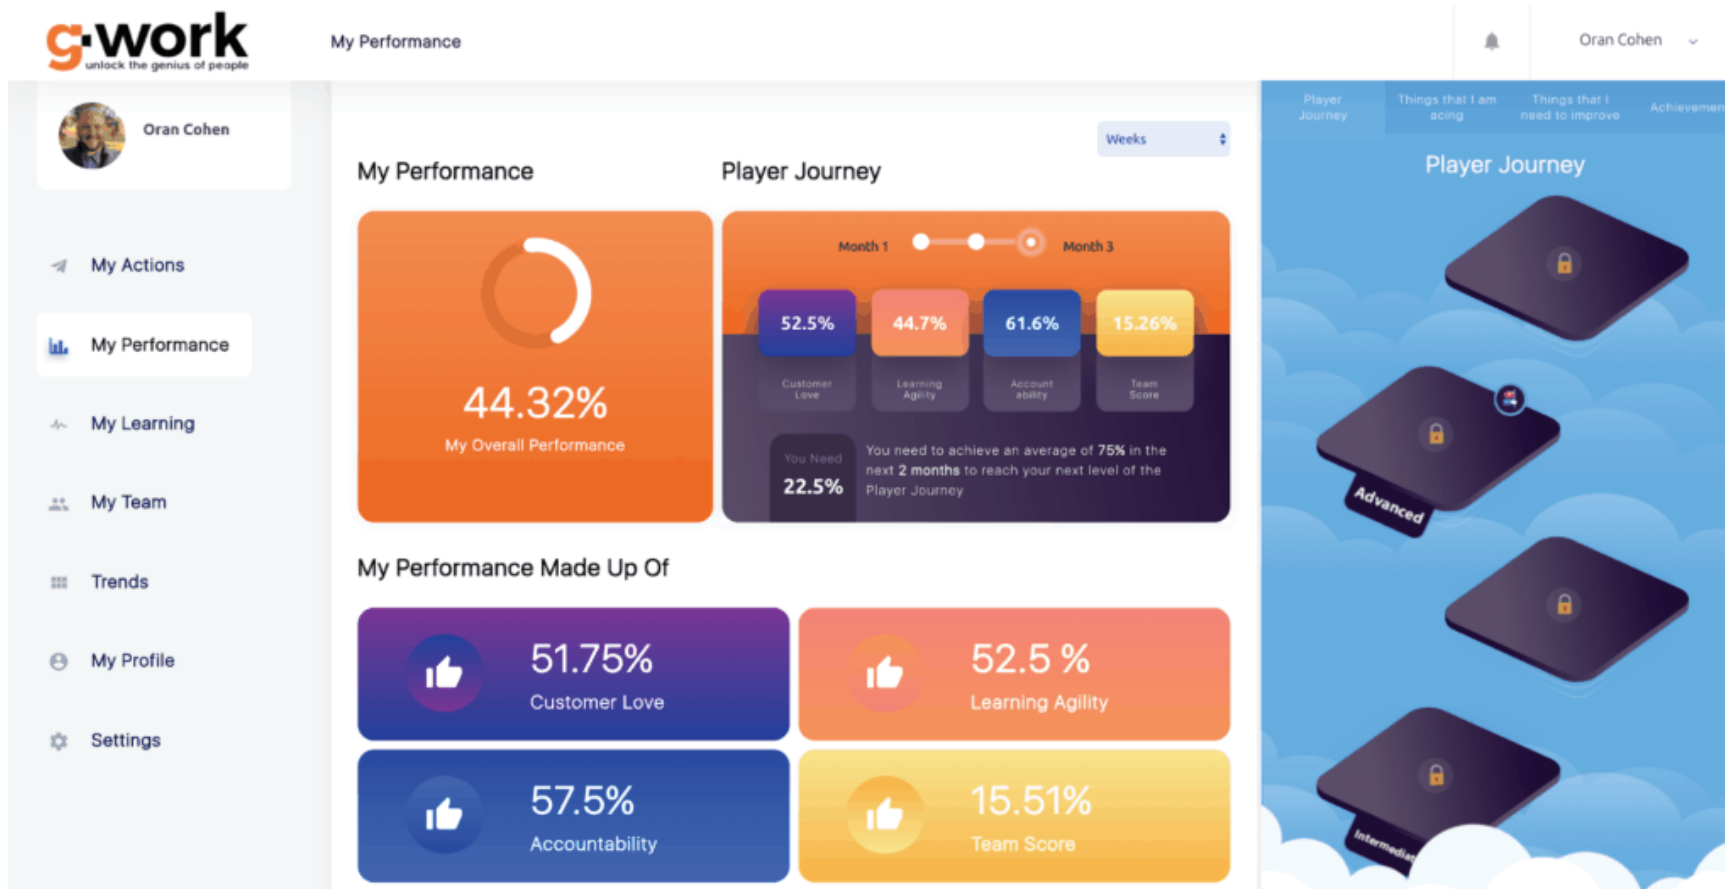 g·work
unlock the genius of people
My Performance
Oran Cohen
Oran Cohen
My Actions
My Performance
My Learning
My Team
Trends
My Profile
Settings
Weeks
My Performance
44.32%
My Overall Performance
Player Journey
Month 1
Month 3
52.5%
44.7%
61.6%
15.26%
Customer
Love
Learning
Agility
Account
ability
Team
Score
You Need
22.5%
You need to achieve an average of 75% in the
next 2 months to reach your next level of the
Player Journey
My Performance Made Up Of
51.75%
Customer Love
52.5 %
Learning Agility
57.5%
Accountability
15.51%
Team Score
Player
Journey
Things that I am
acing
Things that I
need to improve
Achievemen
Player Journey
Advanced
Intermediat